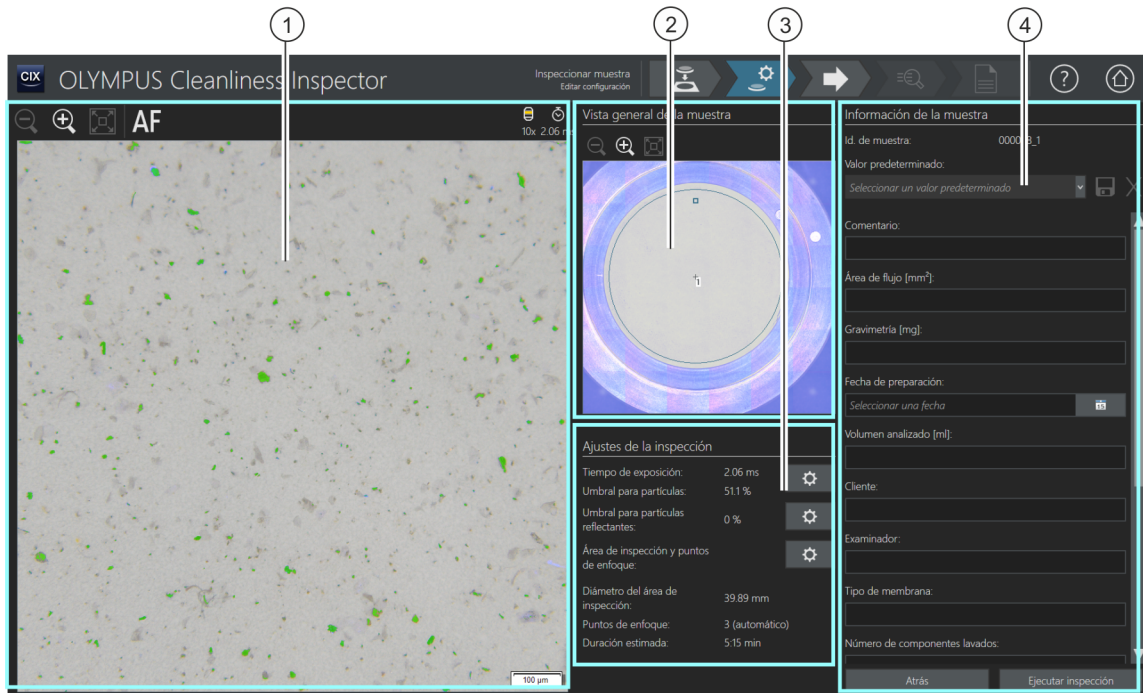 1
2
3
4
CIX
OLYMPUS Cleanliness Inspector
Inspeccionar muestra
Editar configuración
?
AF
10x 2.06
Vista general de la muestra
1
Ajustes de la inspección
Tiempo de exposición: 2.06 ms
Umbral para partículas: 51.1 %
Umbral para partículas
reflectantes: 0 %
Área de inspección y puntos
de enfoque:
Diámetro del área de
inspección: 39.89 mm
Puntos de enfoque: 3 (automático)
Duración estimada: 5:15 min
Información de la muestra
Id. de muestra:
Valor predeterminado:
Seleccionar un valor predeterminado
Comentario:
Área de flujo [mm²]:
Gravimetría [mg]:
Fecha de preparación:
Seleccionar una fecha
15
Volumen analizado [ml]:
Cliente:
Examinador:
Tipo de membrana:
Número de componentes lavados:
Atrás
Ejecutar inspección
100 µm